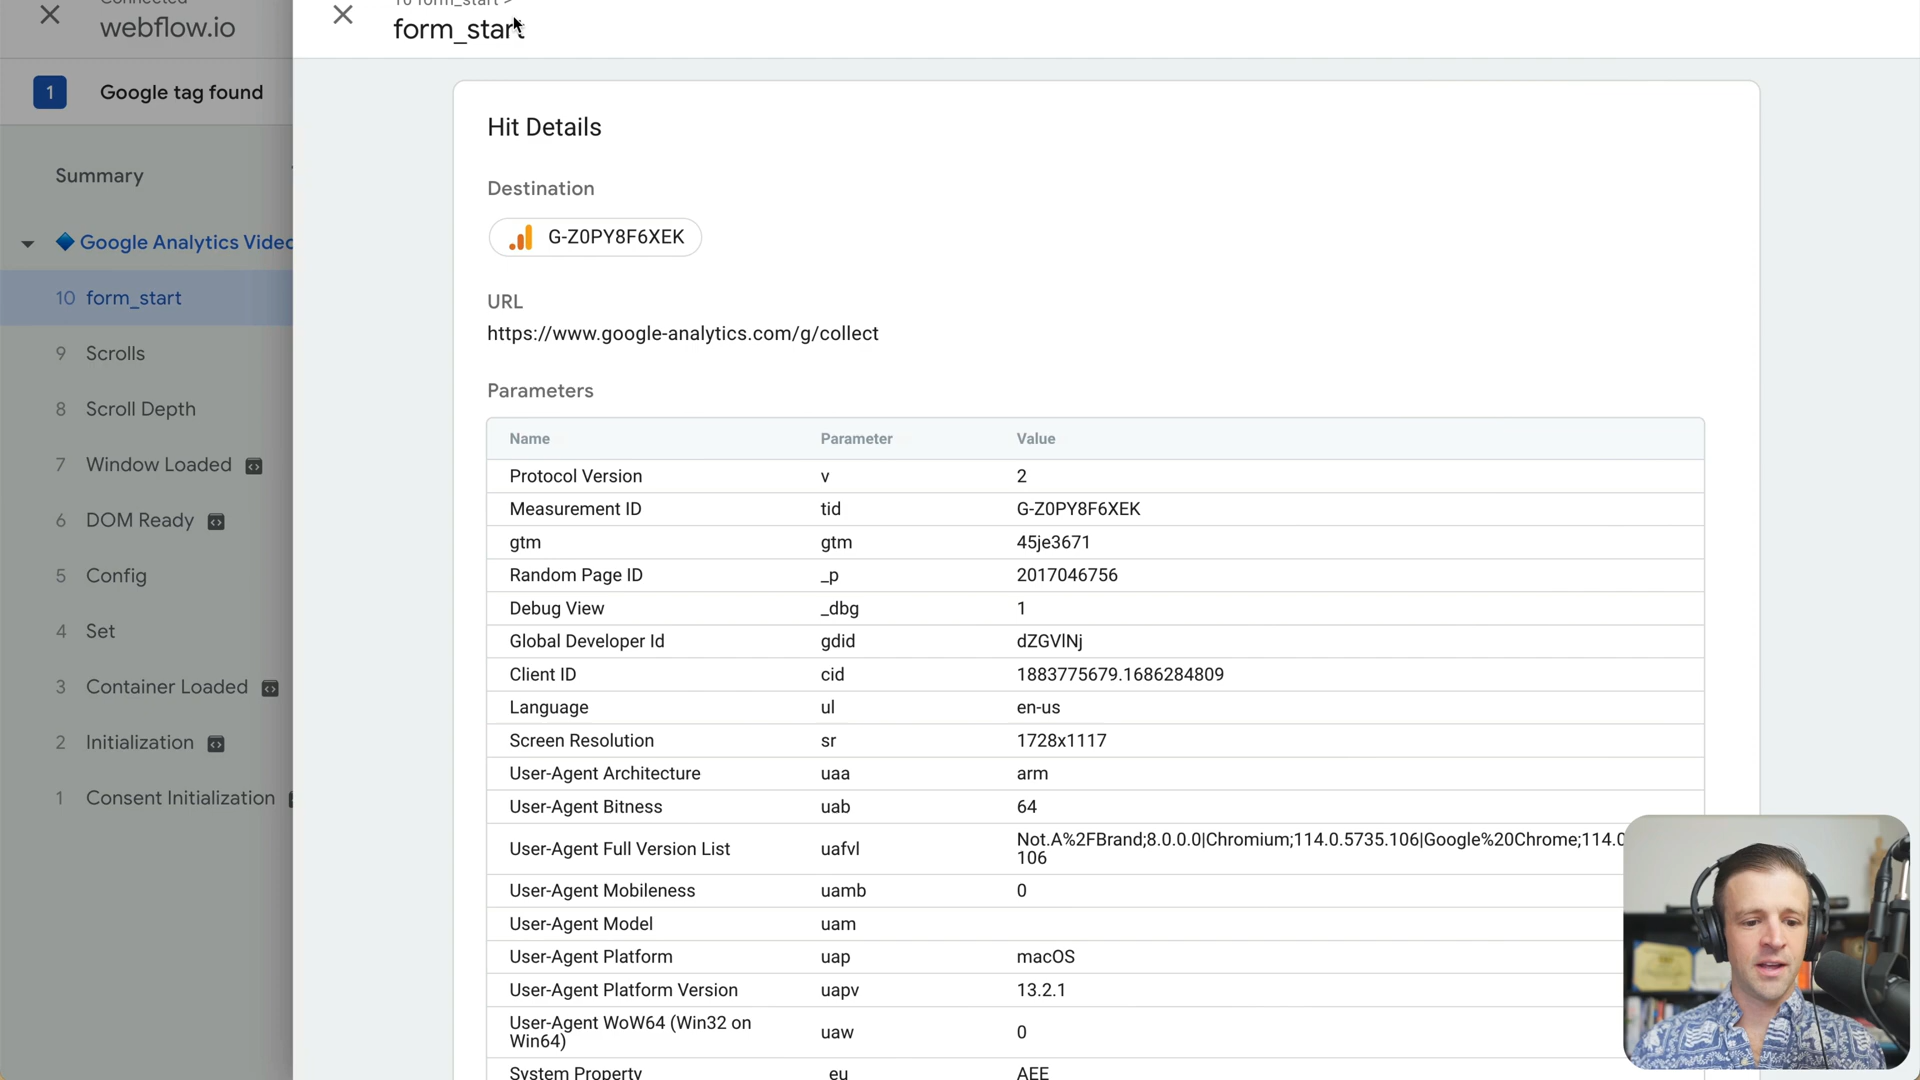 Connected
webflow.io
1 Google tag found
Summary
Google Analytics Video
10 form_start
9 Scrolls
8 Scroll Depth
7 Window Loaded
6 DOM Ready
5 Config
4 Set
3 Container Loaded
2 Initialization
1 Consent Initialization
10 form_start >
form_start
Hit Details
Destination
G-Z0PY8F6XEK
URL
https://www.google-analytics.com/g/collect
Parameters
Name Parameter Value
Protocol Version v 2
Measurement ID tid G-Z0PY8F6XEK
gtm gtm 45je3671
Random Page ID _p 2017046756
Debug View _dbg 1
Global Developer Id gdid dZGVlNj
Client ID cid 1883775679.1686284809
Language ul en-us
Screen Resolution sr 1728x1117
User-Agent Architecture uaa arm
User-Agent Bitness uab 64
User-Agent Full Version List uafvl Not.A%2FBrand;8.0.0.0|Chromium;114.0.5735.106|Google%20Chrome;114.0
106
User-Agent Mobileness uamb 0
User-Agent Model uam
User-Agent Platform uap macOS
User-Agent Platform Version uapv 13.2.1
User-Agent WoW64 (Win32 on
Win64) uaw 0
System Property _eu AEE